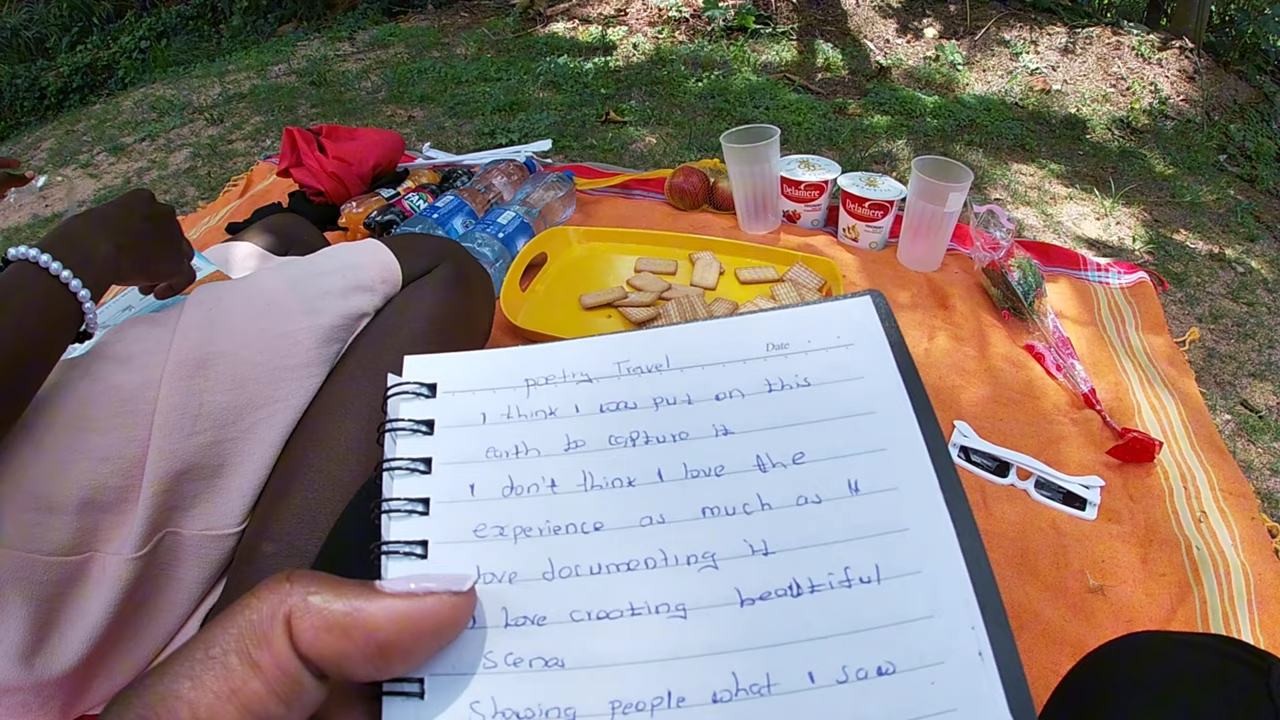 Date
poetry Travel
I think I was put on this
earth to capture it
I don't think I love the
experience as much as
love documenting it
I love creating beautiful
scenes
Showing people what I saw
Delamere
Delamere